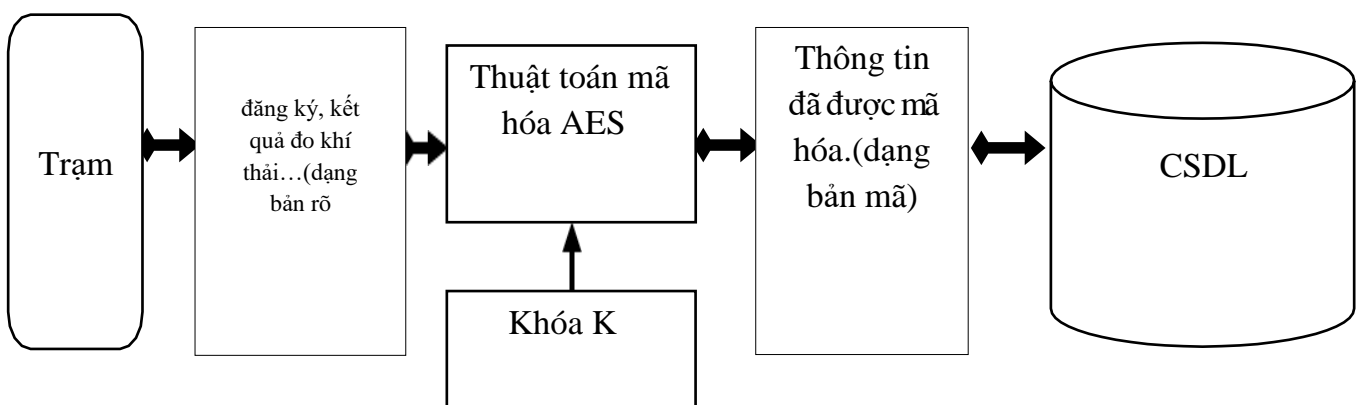 Trạm
đăng ký, kết
quả đo khí
thải…(dạng
bản rõ
Thuật toán mã
hóa AES
Khóa K
Thông tin
đã được mã
hóa.(dạng
bản mã)
CSDL